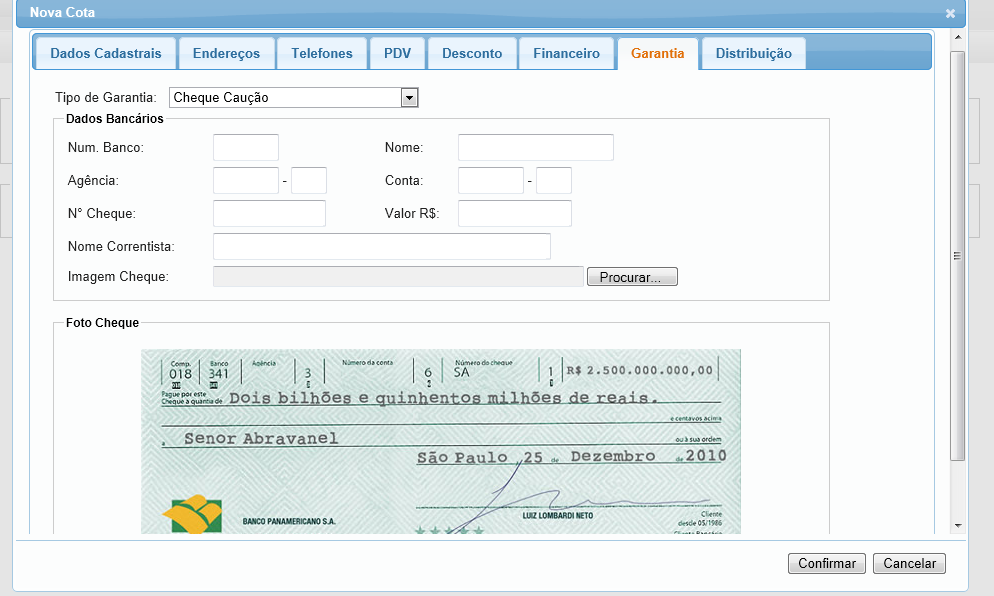 Nova Cota
Dados Cadastrais Endereços Telefones PDV Desconto Financeiro Garantia Distribuição
Tipo de Garantia: Cheque Caução
Dados Bancários
Num. Banco: Nome:
Agência: - Conta: -
N° Cheque: Valor R$:
Nome Correntista:
Imagem Cheque: Procurar...
Foto Cheque
Comp. Banco Agência Número da conta Número do cheque
018 341 3 6 SA 1 R$ 2.500.000.000,00
Pague por este
Cheque a quantia de Dois bilhões e quinhentos milhões de reais.
e centavos acima
a Senor Abravanel ou à sua ordem
São Paulo , 25 de Dezembro de 2010
LUIZ LOMBARDI NETO Cliente
BANCO PANAMERICANO S.A. desde 05/1986
Cliente Bancário
Confirmar Cancelar